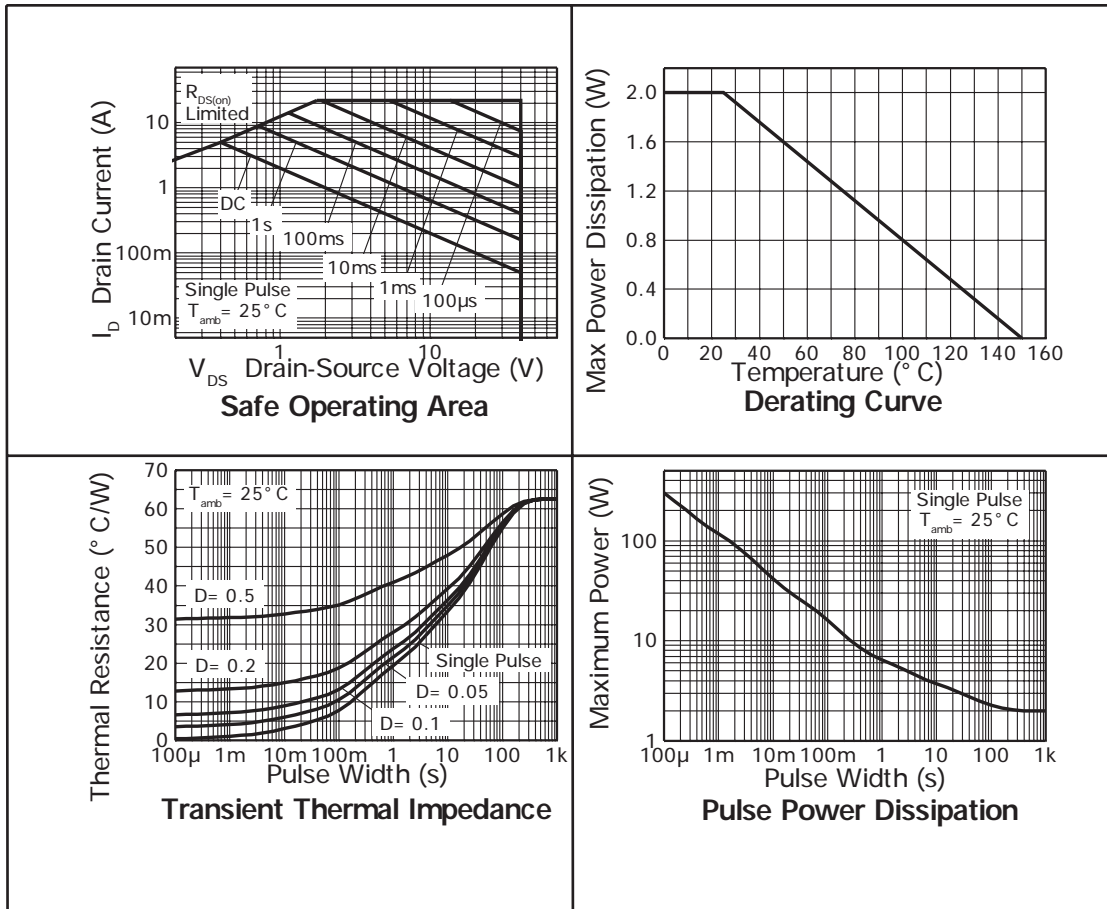 R_DS(on)
Limited
10
1
100m
10m
I_D Drain Current (A)
DC
1s
100ms
10ms
1ms
100µs
Single Pulse
T_amb= 25°C
1
10
V_DS Drain-Source Voltage (V)
Safe Operating Area
Max Power Dissipation (W)
2.0
1.6
1.2
0.8
0.4
0.0
0 20 40 60 80 100 120 140 160
Temperature (°C)
Derating Curve
Thermal Resistance (°C/W)
70
60
50
40
30
20
10
0
T_amb= 25°C
D= 0.5
D= 0.2
Single Pulse
D= 0.05
D= 0.1
100µ 1m 10m 100m 1 10 100 1k
Pulse Width (s)
Transient Thermal Impedance
Maximum Power (W)
Single Pulse
T_amb= 25°C
100
10
1
100µ 1m 10m 100m 1 10 100 1k
Pulse Width (s)
Pulse Power Dissipation